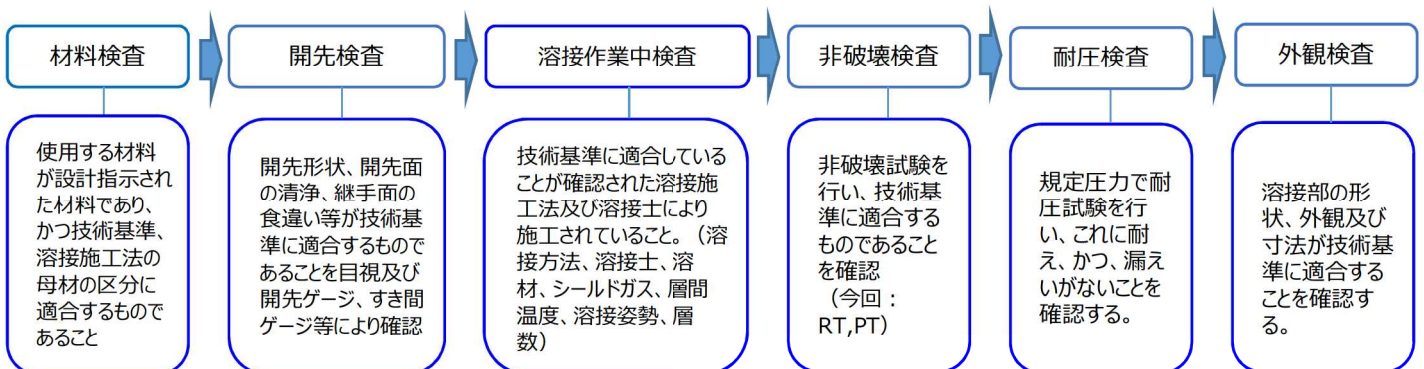 材料検査
開先検査
溶接作業中検査
非破壊検査
耐圧検査
外観検査
使用する材料
が設計指示され
た材料であり、
かつ技術基準、
溶接施工法の
母材の区分に
適合するもので
あること
開先形状、開先面
の清浄、継手面の
食違い等が技術基
準に適合するもので
あることを目視及び
開先ゲージ、すき間
ゲージ等により確認
技術基準に適合している
ことが確認された溶接施
工法及び溶接士により
施工されていること。（溶
接方法、溶接士、溶
材、シールドガス、層間
温度、溶接姿勢、層
数）
非破壊試験を
行い、技術基
準に適合する
ものであること
を確認
（今回：
RT,PT）
規定圧力で耐
圧試験を行
い、これに耐
え、かつ、漏え
いがないことを
確認する。
溶接部の形
状、外観及び
寸法が技術基
準に適合する
ことを確認す
る。